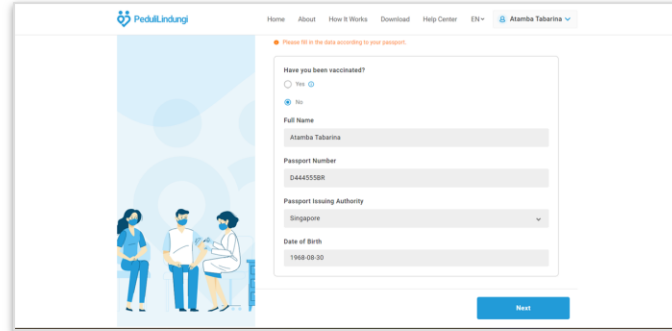 PeduliLindungi Home About How It Works Download Help Center EN Atamba Tabarina
Please fill in the data according to your passport.
Have you been vaccinated?
Yes
No
Full Name
Atamba Tabarina
Passport Number
D444555BR
Passport Issuing Authority
Singapore
Date of Birth
1968-08-30
Next